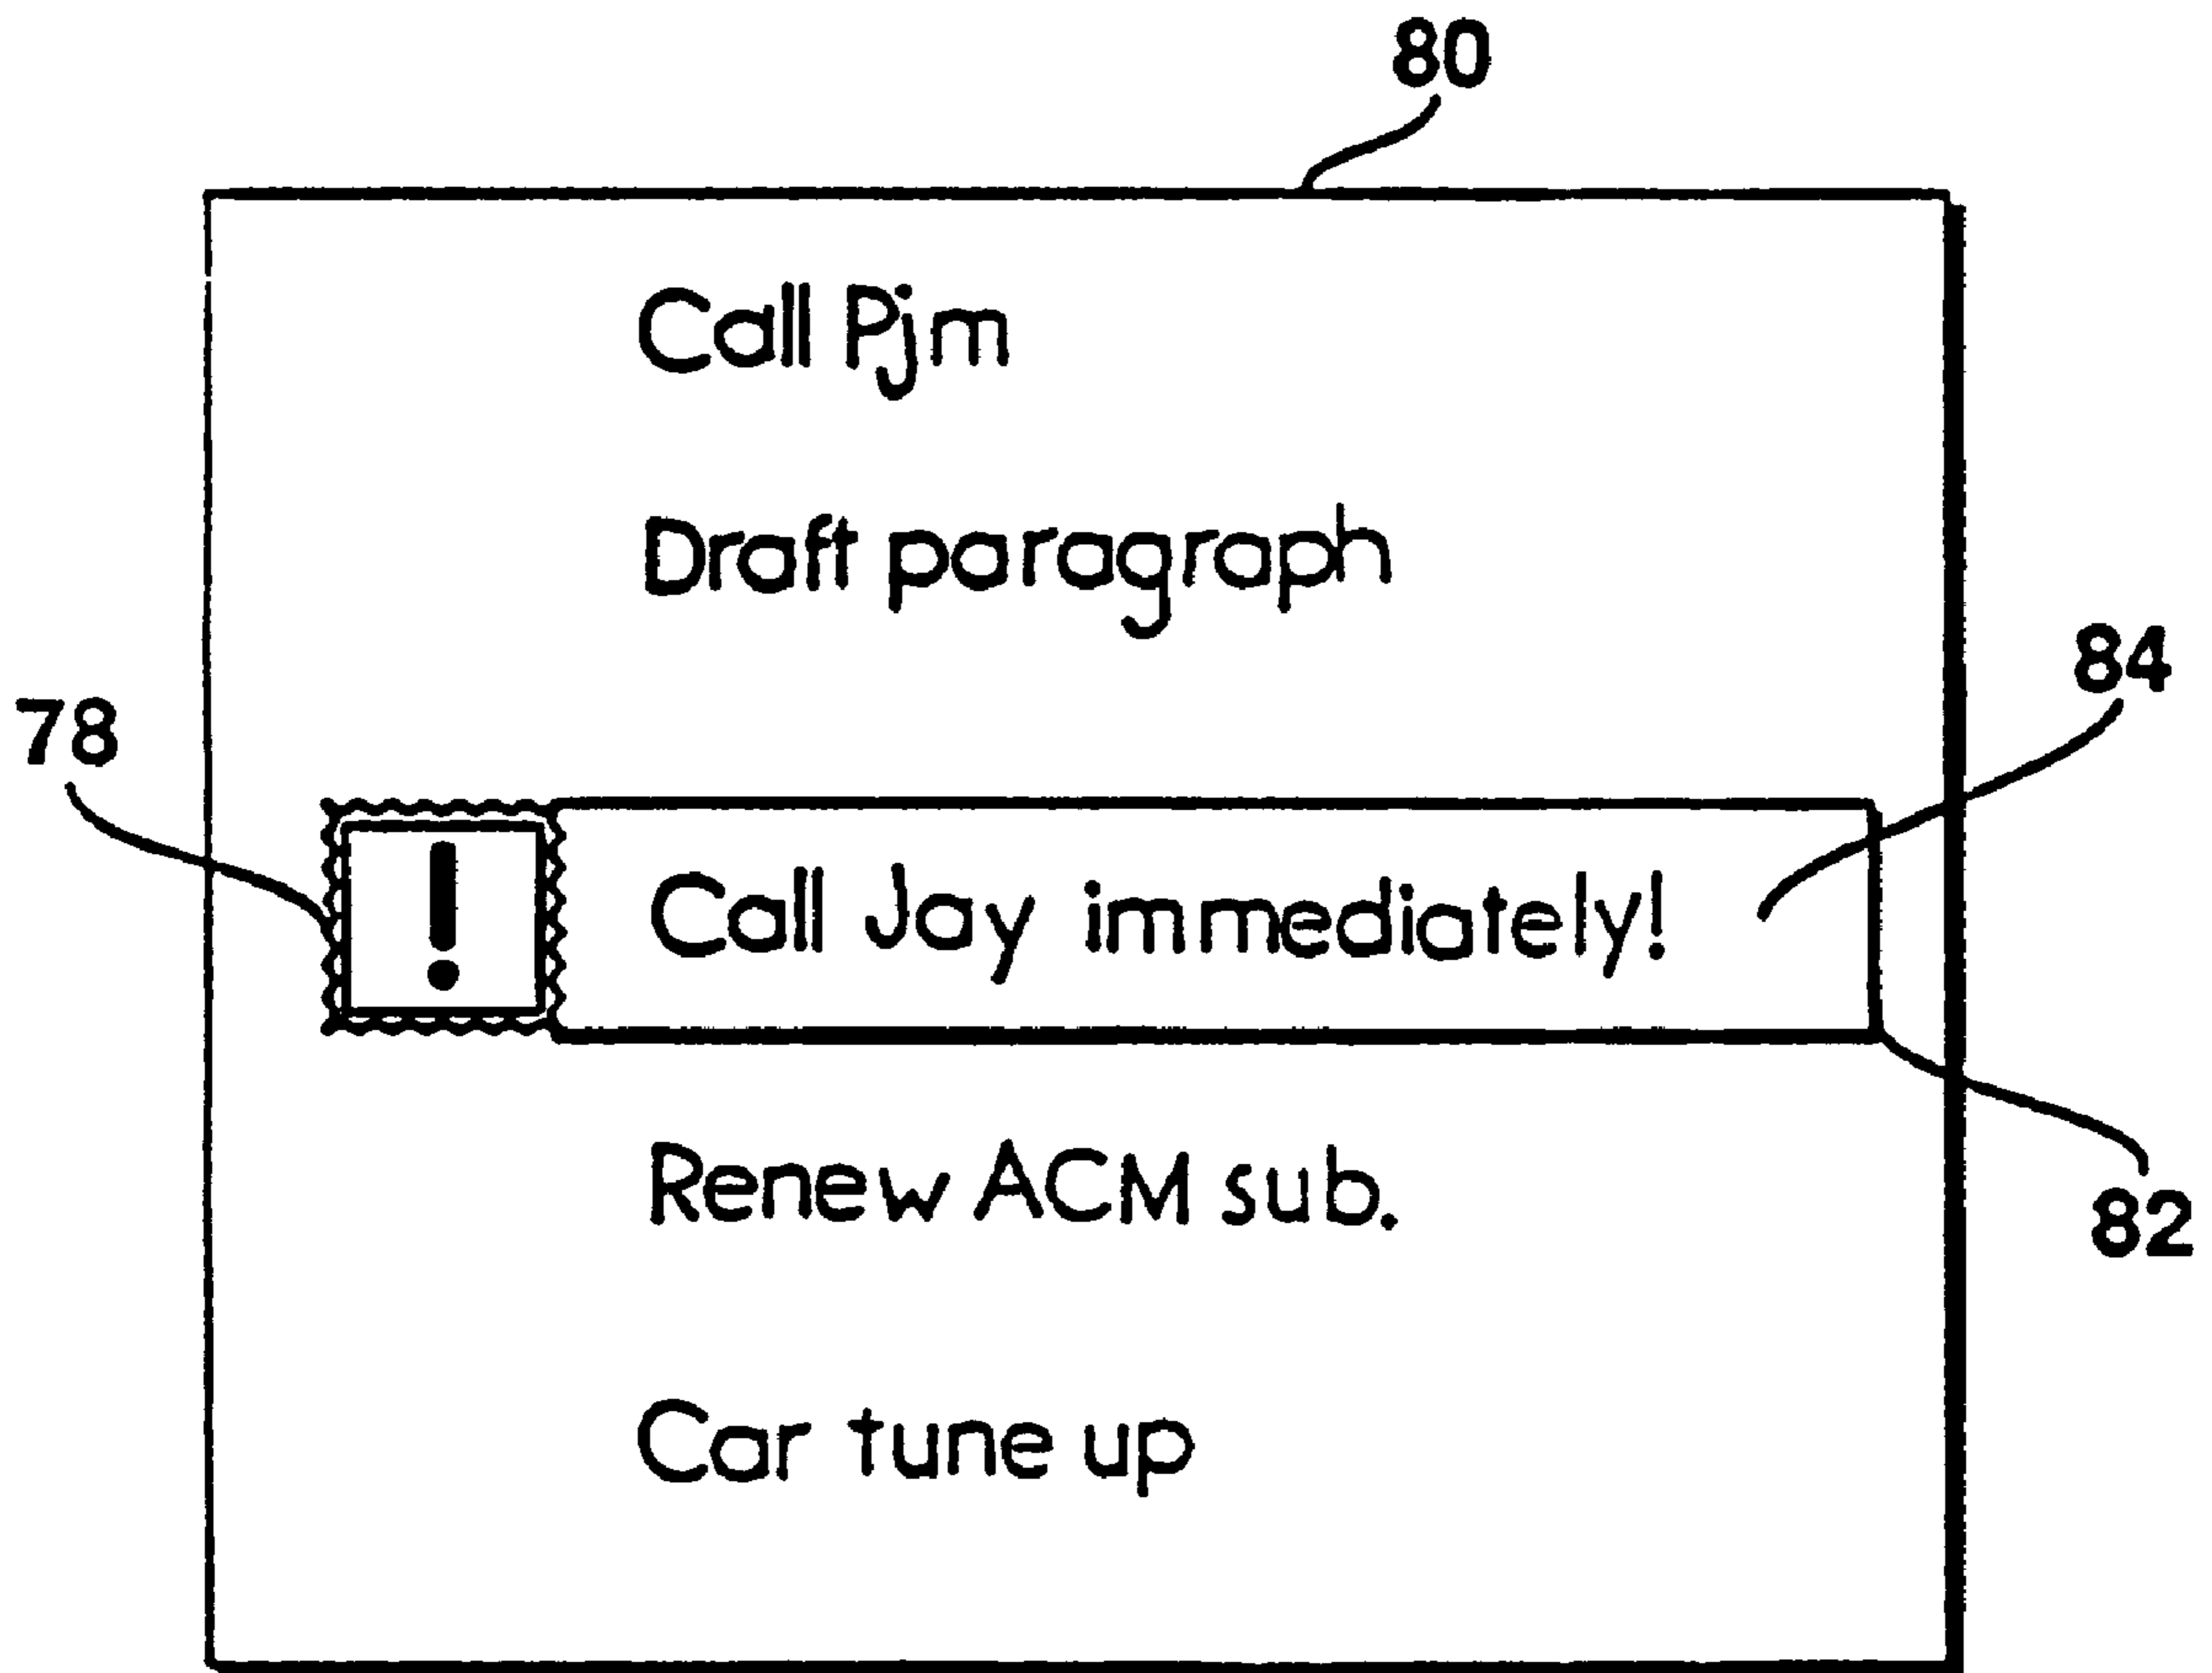 80
Call Pjm
Draft paragraph
84
78
! Call Jay immediately!
Renew ACM sub.
82
Car tune up